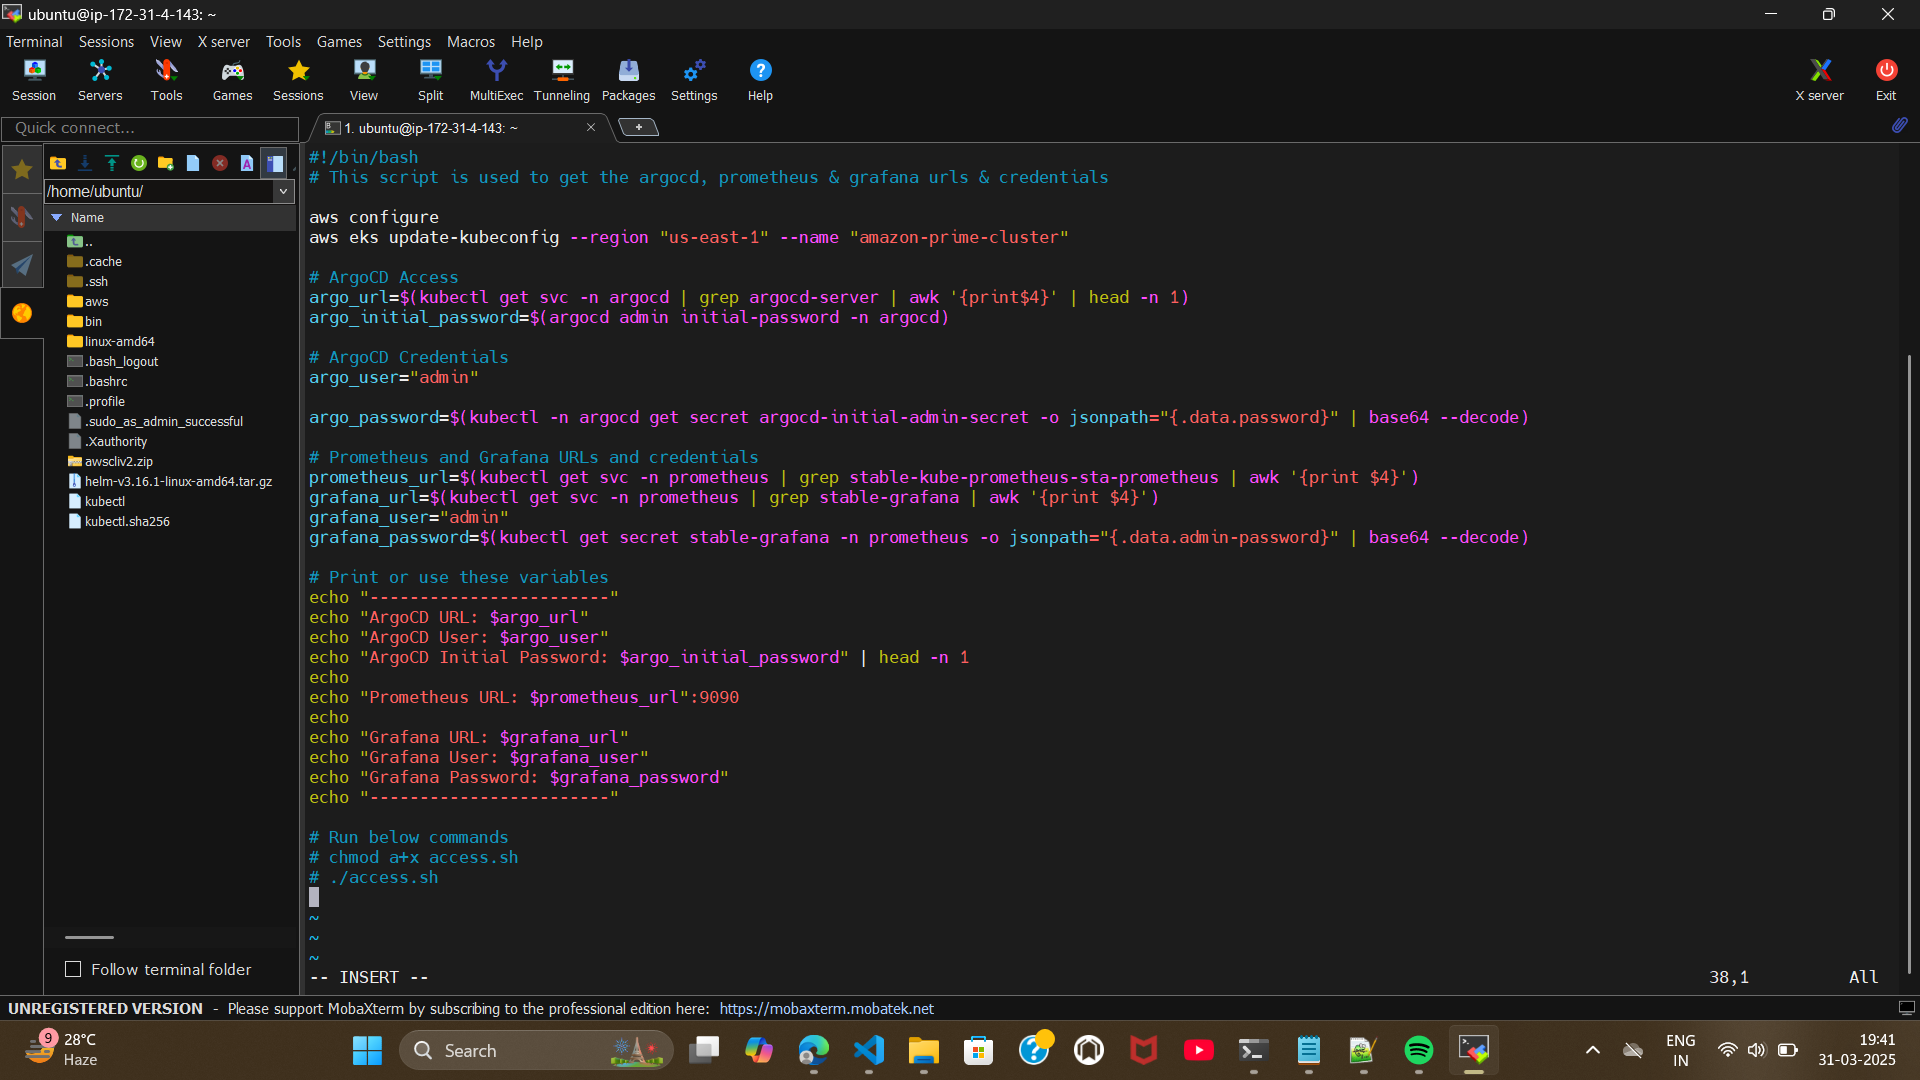 ubuntu@ip-172-31-4-143: ~
Terminal Sessions View X server Tools Games Settings Macros Help
Session Servers Tools Games Sessions View Split MultiExec Tunneling Packages Settings Help X server Exit
Quick connect...
1. ubuntu@ip-172-31-4-143: ~
/home/ubuntu/
Name
..
.cache
.ssh
aws
bin
linux-amd64
.bash_logout
.bashrc
.profile
.sudo_as_admin_successful
.Xauthority
awscliv2.zip
helm-v3.16.1-linux-amd64.tar.gz
kubectl
kubectl.sha256
Follow terminal folder
#!/bin/bash
# This script is used to get the argocd, prometheus & grafana urls & credentials
aws configure
aws eks update-kubeconfig --region "us-east-1" --name "amazon-prime-cluster"
# ArgoCD Access
argo_url=$(kubectl get svc -n argocd | grep argocd-server | awk '{print$4}' | head -n 1)
argo_initial_password=$(argocd admin initial-password -n argocd)
# ArgoCD Credentials
argo_user="admin"
argo_password=$(kubectl -n argocd get secret argocd-initial-admin-secret -o jsonpath="{.data.password}" | base64 --decode)
# Prometheus and Grafana URLs and credentials
prometheus_url=$(kubectl get svc -n prometheus | grep stable-kube-prometheus-sta-prometheus | awk '{print $4}')
grafana_url=$(kubectl get svc -n prometheus | grep stable-grafana | awk '{print $4}')
grafana_user="admin"
grafana_password=$(kubectl get secret stable-grafana -n prometheus -o jsonpath="{.data.admin-password}" | base64 --decode)
# Print or use these variables
echo "------------------------"
echo "ArgoCD URL: $argo_url"
echo "ArgoCD User: $argo_user"
echo "ArgoCD Initial Password: $argo_initial_password" | head -n 1
echo
echo "Prometheus URL: $prometheus_url":9090
echo
echo "Grafana URL: $grafana_url"
echo "Grafana User: $grafana_user"
echo "Grafana Password: $grafana_password"
echo "------------------------"
# Run below commands
# chmod a+x access.sh
# ./access.sh
~
~
~
-- INSERT -- 38,1 All
UNREGISTERED VERSION - Please support MobaXterm by subscribing to the professional edition here: https://mobaxterm.mobatek.net
9
28°C
Haze
Search
ENG
IN
19:41
31-03-2025